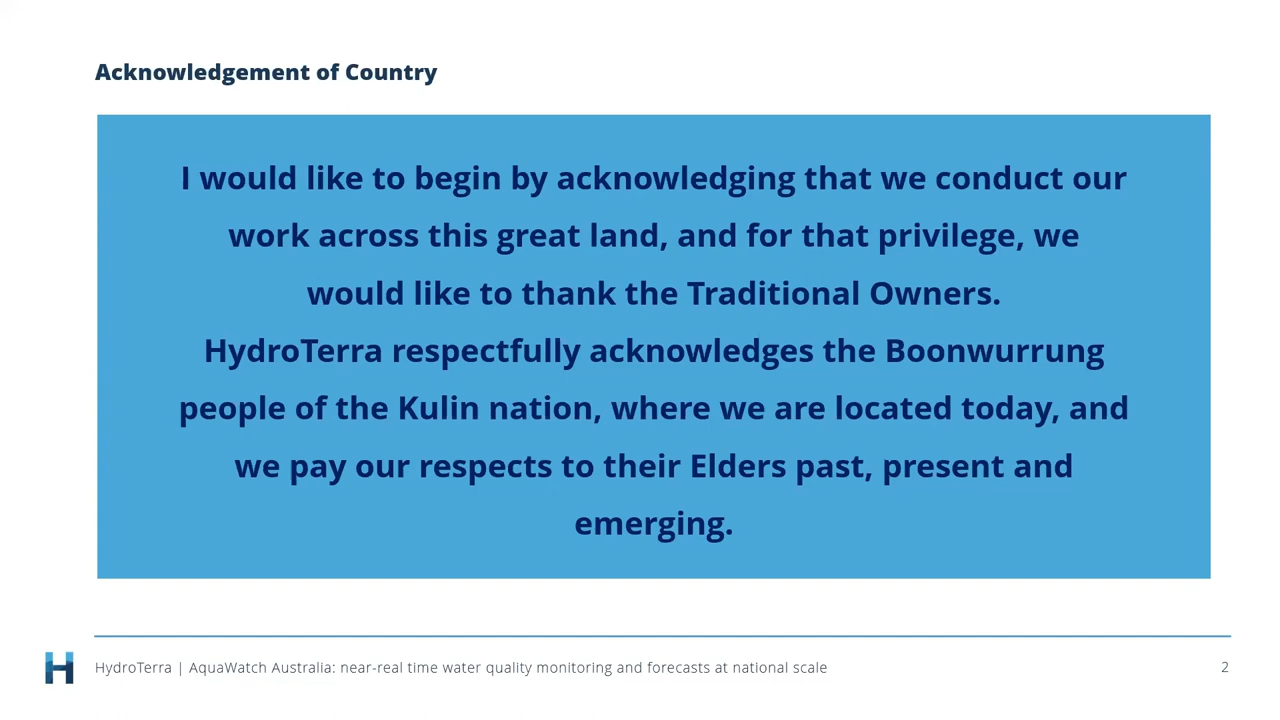 Acknowledgement of Country
I would like to begin by acknowledging that we conduct our
work across this great land, and for that privilege, we
would like to thank the Traditional Owners.
HydroTerra respectfully acknowledges the Boonwurrung
people of the Kulin nation, where we are located today, and
we pay our respects to their Elders past, present and
emerging.
HydroTerra | AquaWatch Australia: near-real time water quality monitoring and forecasts at national scale
2